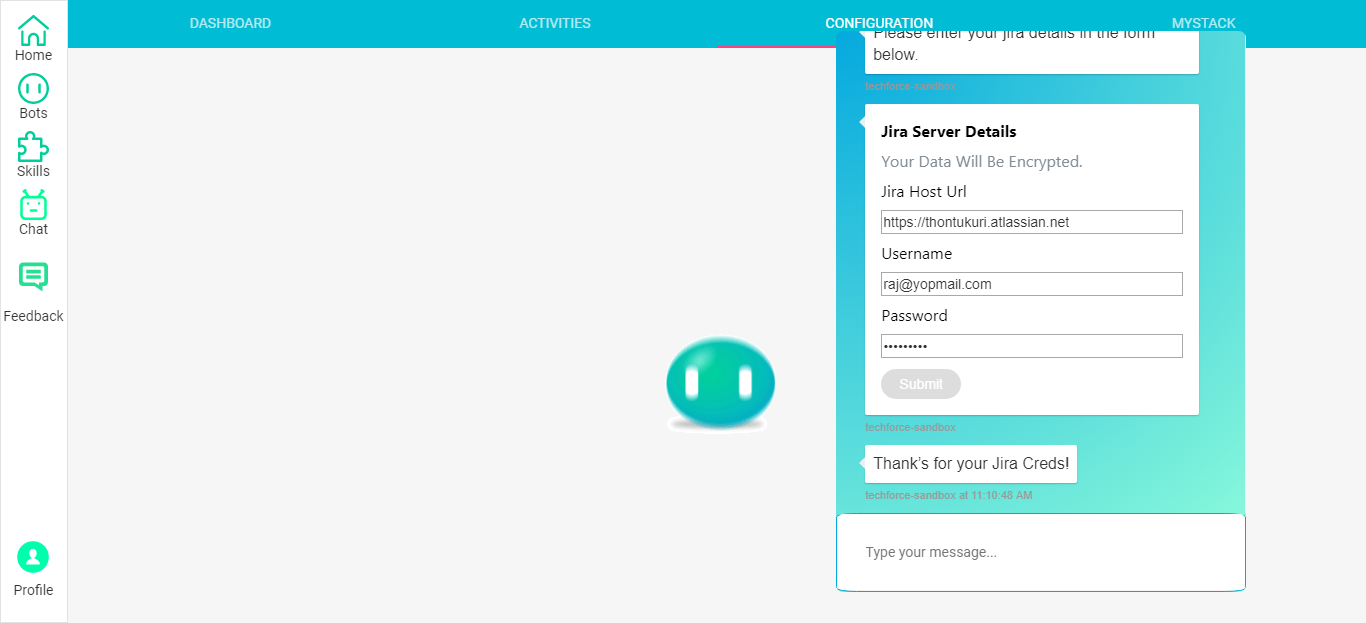 DASHBOARD
ACTIVITIES
CONFIGURATION
MYSTACK
Home
Bots
Skills
Chat
Feedback
Profile
Please enter your jira details in the form
below.
techforce-sandbox
Jira Server Details
Your Data Will Be Encrypted.
Jira Host Url
https://thontukuri.atlassian.net
Username
raj@yopmail.com
Password
•••••••••
Submit
techforce-sandbox
Thank's for your Jira Creds!
techforce-sandbox at 11:10:48 AM
Type your message...